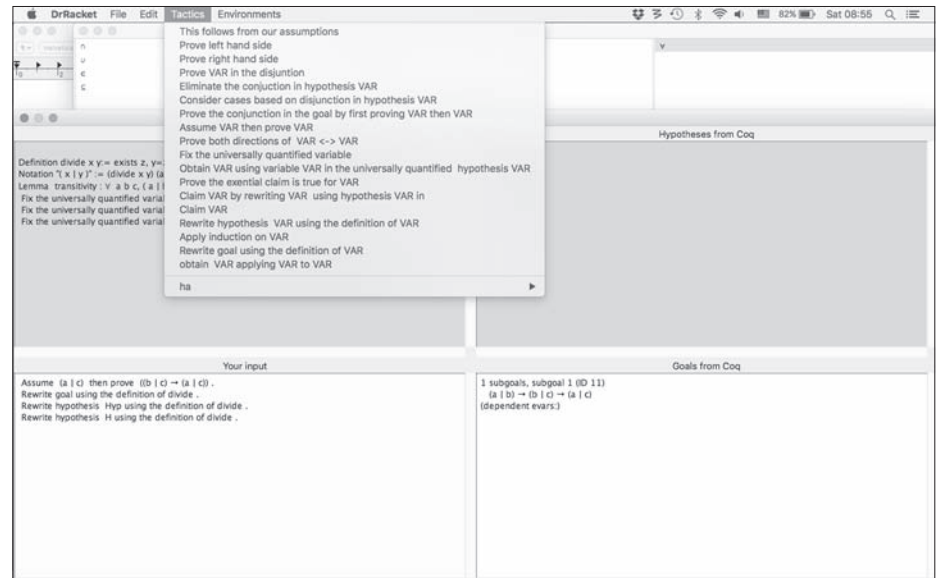 DrRacket File Edit Tactics Environments 82% Sat 08:55
This follows from our assumptions
Prove left hand side
Prove right hand side
Prove VAR in the disjuntion
Eliminate the conjuction in hypothesis VAR
Consider cases based on disjunction in hypothesis VAR
Prove the conjunction in the goal by first proving VAR then VAR
Assume VAR then prove VAR
Prove both directions of VAR <-> VAR
Fix the universally quantified variable
Obtain VAR using variable VAR in the universally quantified hypothesis VAR
Prove the exential claim is true for VAR
Claim VAR by rewriting VAR using hypothesis VAR in
Claim VAR
Rewrite hypothesis VAR using the definition of VAR
Apply induction on VAR
Rewrite goal using the definition of VAR
obtain VAR applying VAR to VAR
ha
Hypotheses from Coq
Definition divide x y:= exists z, y=
Notation "( x | y )" := (divide x y) (a
Lemma transitivity : ∀ a b c, ( a |
Fix the universally quantified varial
Fix the universally quantified varial
Fix the universally quantified varial
Your input
Assume (a | c) then prove ((b | c) → (a | c)) .
Rewrite goal using the definition of divide .
Rewrite hypothesis Hyp using the definition of divide .
Rewrite hypothesis H using the definition of divide .
Goals from Coq
1 subgoals, subgoal 1 (ID 11)
(a | b) → (b | c) → (a | c)
(dependent evars:)